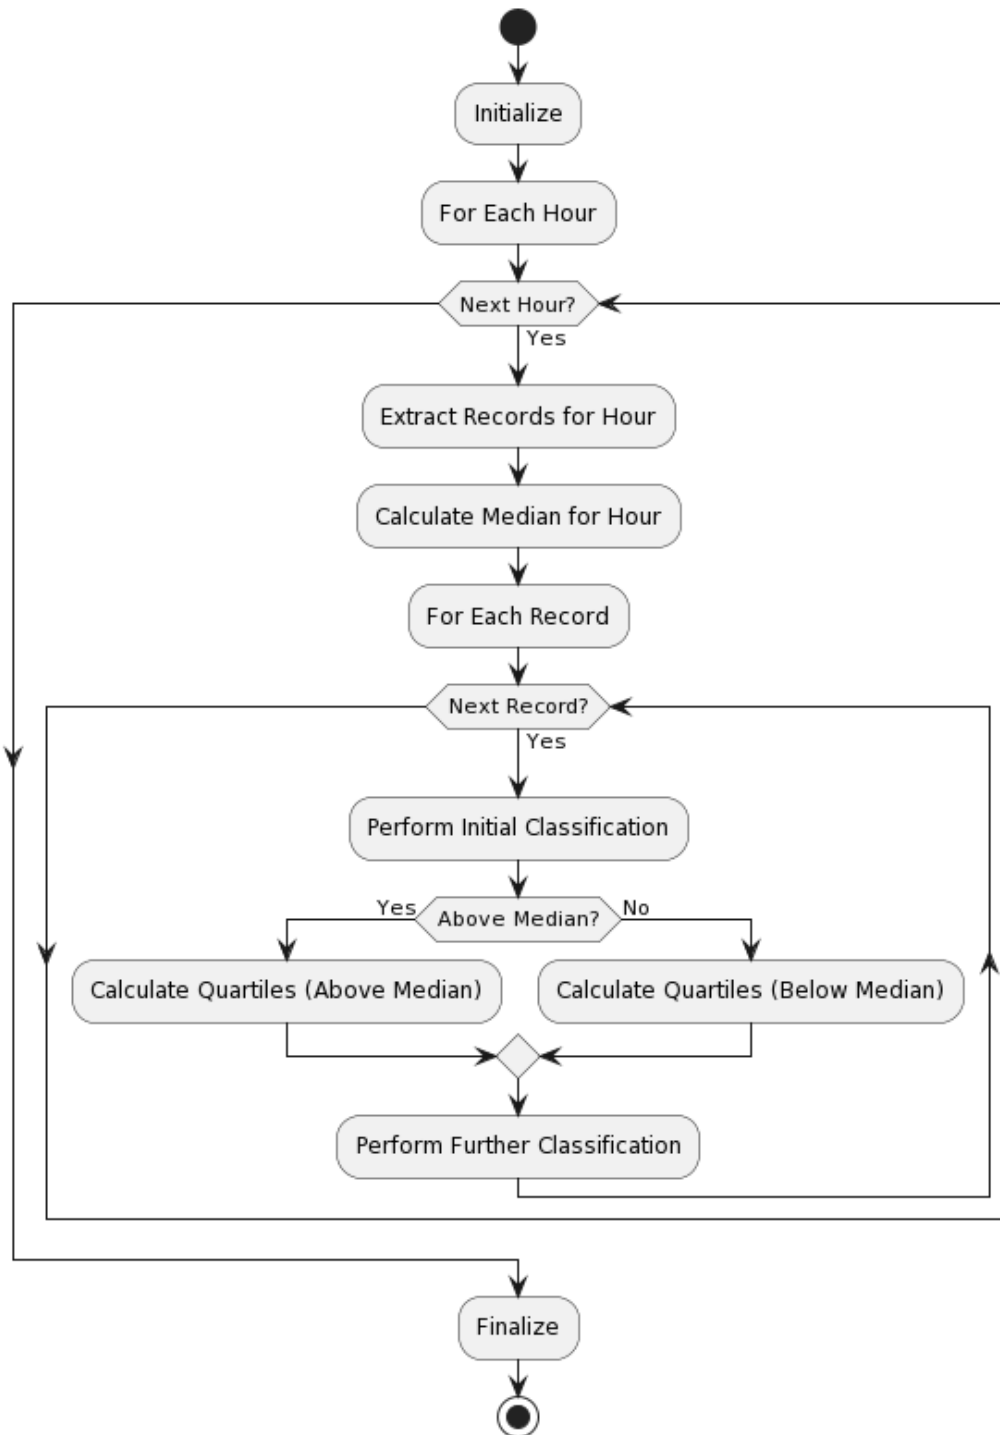 Initialize
For Each Hour
Next Hour?
Yes
Extract Records for Hour
Calculate Median for Hour
For Each Record
Next Record?
Yes
Perform Initial Classification
Yes
Above Median?
No
Calculate Quartiles (Above Median)
Calculate Quartiles (Below Median)
Perform Further Classification
Finalize